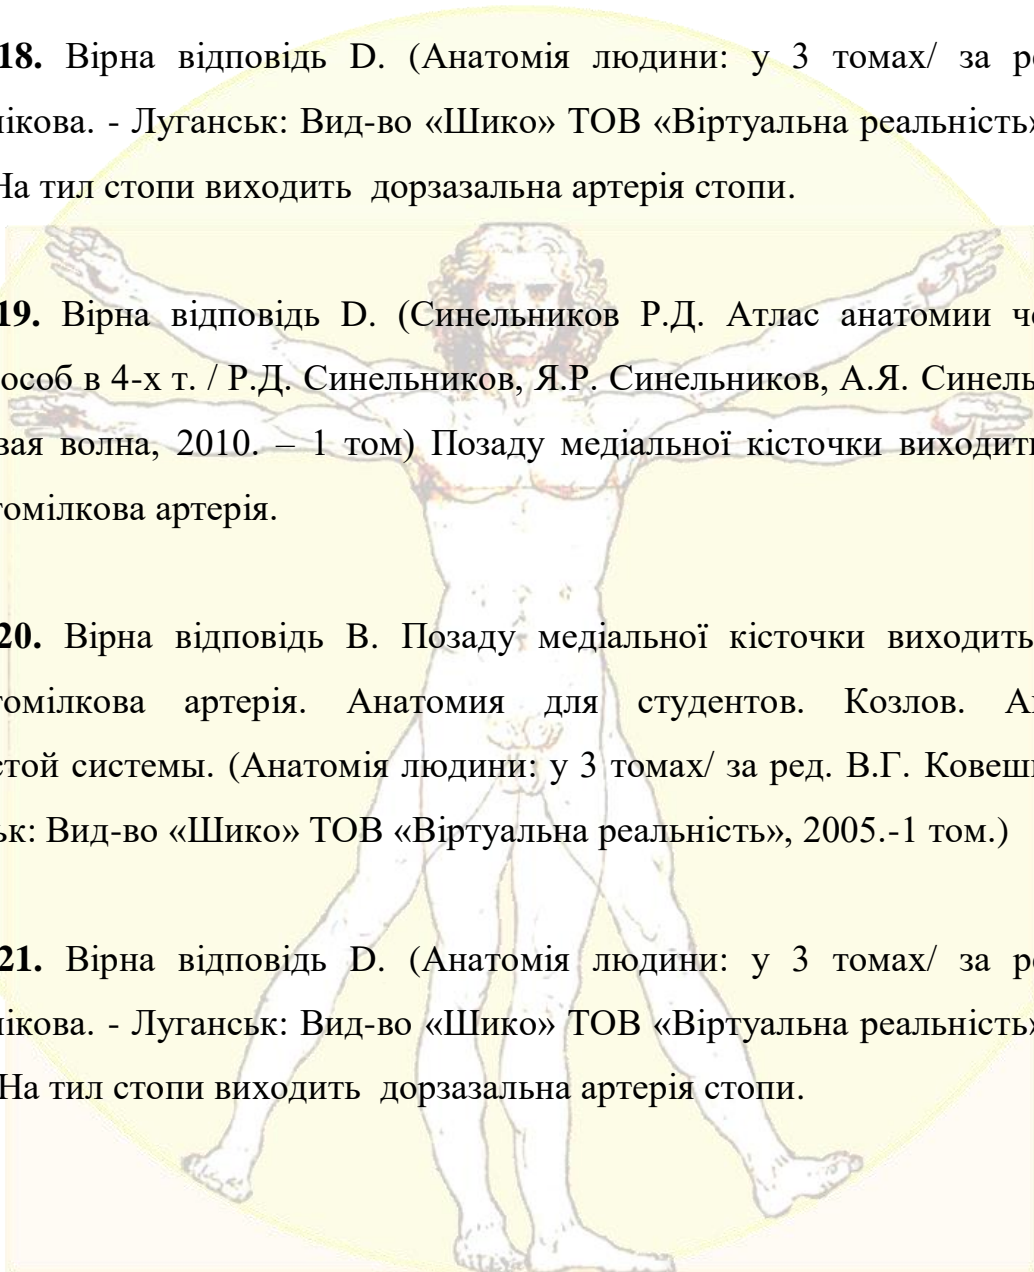 18. Вірна відповідь D. (Анатомія людини: у 3 томах/ за ре
нікова. - Луганськ: Вид-во «Шико» ТОВ «Віртуальна реальність»
На тил стопи виходить дорзазальна артерія стопи.
19. Вірна відповідь D. (Синельников Р.Д. Атлас анатомии че
особ в 4-х т. / Р.Д. Синельников, Я.Р. Синельников, А.Я. Синель
вая волна, 2010. – 1 том) Позаду медіальної кісточки виходить
гомілкова артерія.
20. Вірна відповідь В. Позаду медіальної кісточки виходить
гомілкова артерія. Анатомия для студентов. Козлов. Ан
стой системы. (Анатомія людини: у 3 томах/ за ред. В.Г. Ковеш
ськ: Вид-во «Шико» ТОВ «Віртуальна реальність», 2005.-1 том.)
21. Вірна відповідь D. (Анатомія людини: у 3 томах/ за ре
нікова. - Луганськ: Вид-во «Шико» ТОВ «Віртуальна реальність»
На тил стопи виходить дорзазальна артерія стопи.